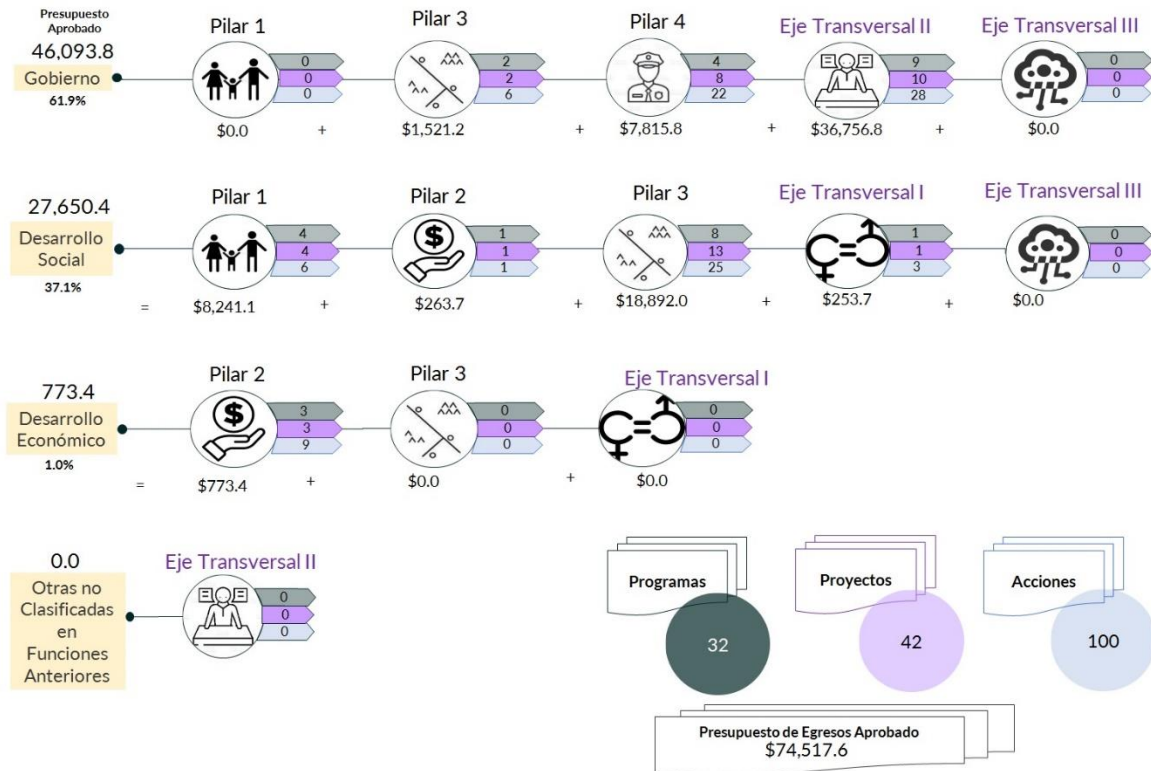 Presupuesto
Aprobado
46,093.8
Gobierno
61.9%
Pilar 1
0
0
0
$0.0
+
Pilar 3
2
2
6
$1,521.2
+
Pilar 4
4
8
22
$7,815.8
+
Eje Transversal II
9
10
28
$36,756.8
+
Eje Transversal III
0
0
0
$0.0
27,650.4
Desarrollo
Social
37.1%
=
Pilar 1
4
4
6
$8,241.1
+
Pilar 2
$
1
1
1
$263.7
+
Pilar 3
8
13
25
$18,892.0
+
Eje Transversal I
1
1
3
$253.7
+
Eje Transversal III
0
0
0
$0.0
773.4
Desarrollo
Económico
1.0%
=
Pilar 2
$
3
3
9
$773.4
+
Pilar 3
0
0
0
$0.0
+
Eje Transversal I
0
0
0
$0.0
0.0
Otras no
Clasificadas
en
Funciones
Anteriores
Eje Transversal II
0
0
0
Programas
32
Proyectos
42
Acciones
100
Presupuesto de Egresos Aprobado
$74,517.6